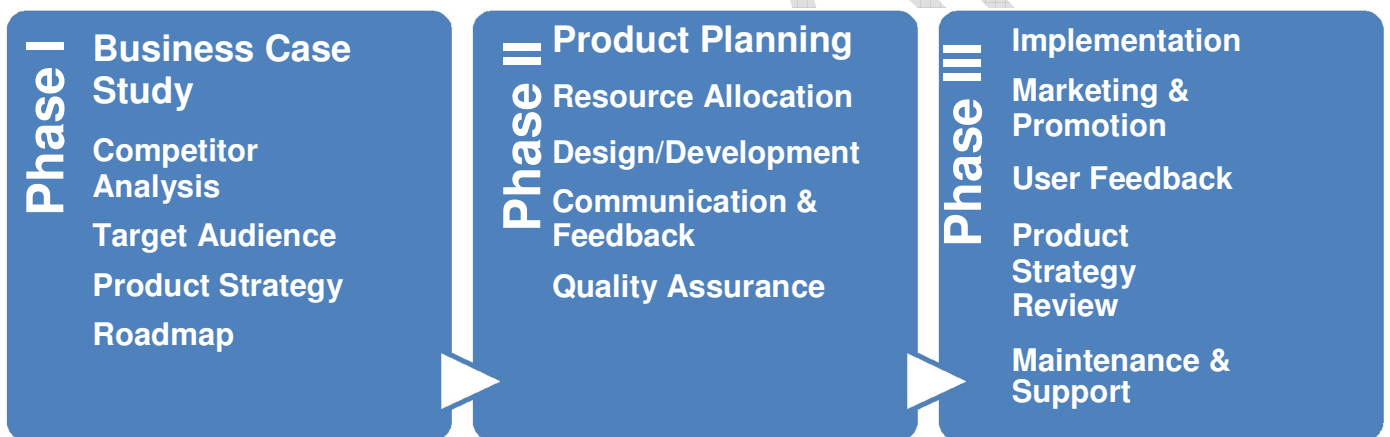 Phase I
Business Case
Study
Competitor
Analysis
Target Audience
Product Strategy
Roadmap
Phase II
Product Planning
Resource Allocation
Design/Development
Communication &
Feedback
Quality Assurance
Phase III
Implementation
Marketing &
Promotion
User Feedback
Product
Strategy
Review
Maintenance &
Support